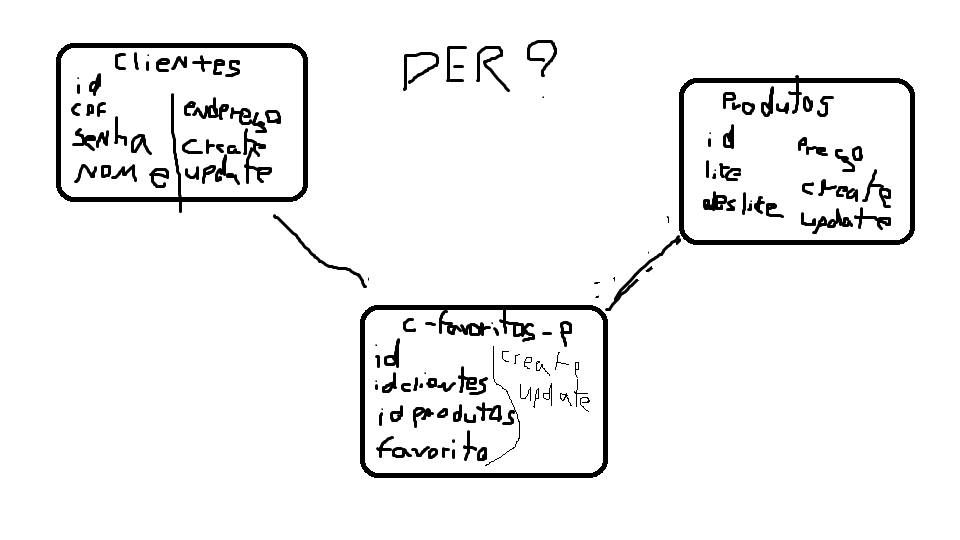 DER?
Clientes
id
CPF
Senha
Nome
endereço
create
update
Produtos
id
lite
deslite
Preço
create
update
c-favoritos-p
id
idclientes
idprodutos
favorito
create
update